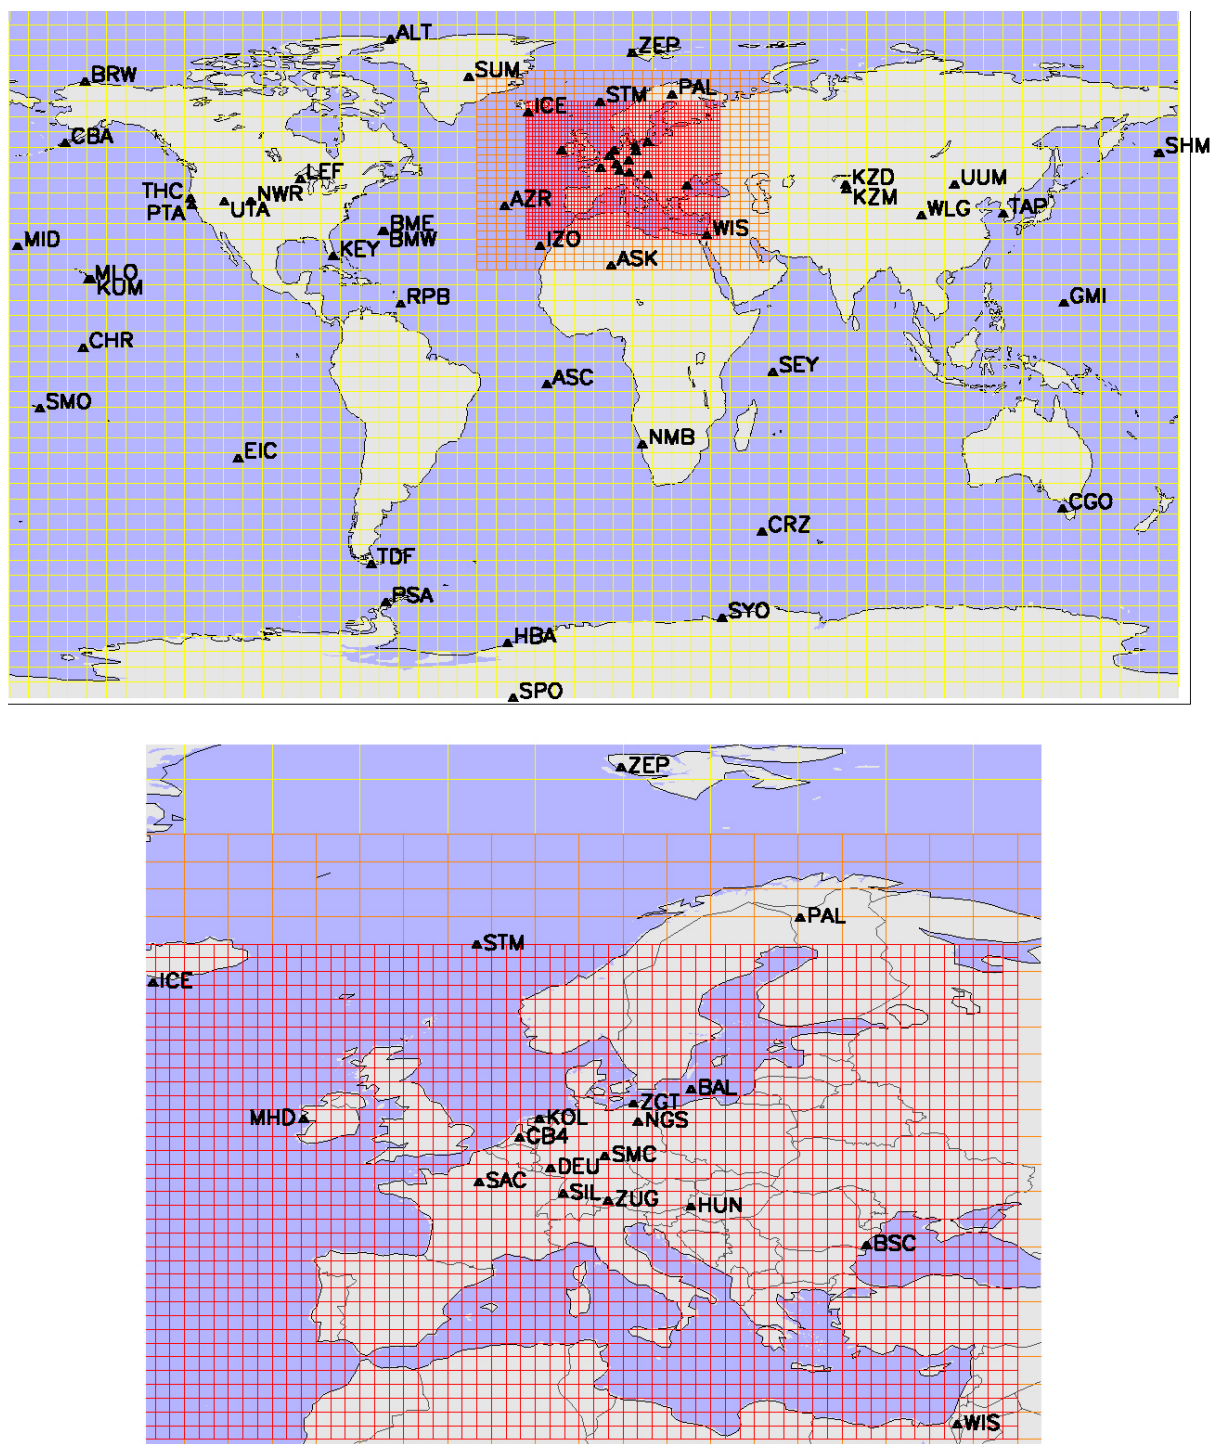 ALT
ZEP
BRW
SUM
PAL
STM
ICE
CBA
SHM
LEF
THC
NWR
KZD
UUM
PTA
UTA
KZM
AZR
WLG
TAP
BME
BMW
WIS
MID
KEY
IZO
ASK
MLO
KUM
RPB
GMI
CHR
SEY
ASC
SMO
NMB
EIC
CGO
CRZ
TDF
PSA
SYO
HBA
SPO
ZEP
PAL
STM
ICE
BAL
ZGT
MHD
KOL
NGS
CB4
SMC
DEU
SAC
SIL
ZUG
HUN
BSC
WIS